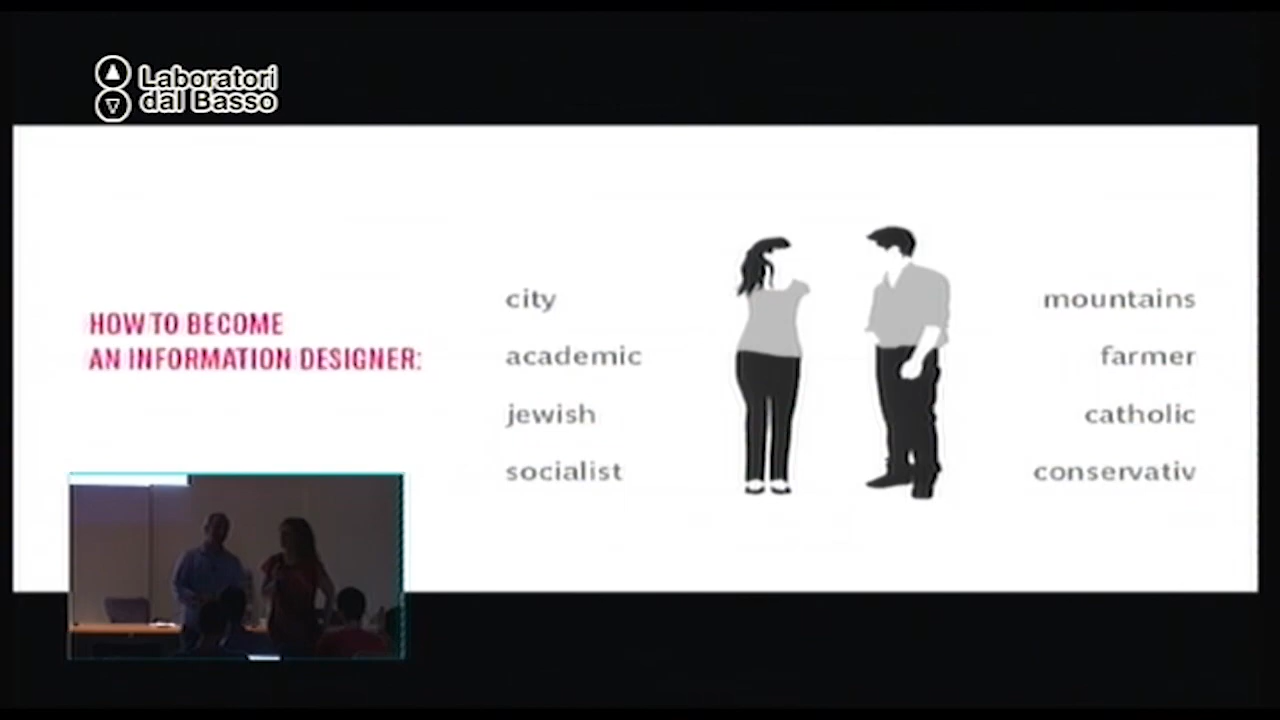 Laboratori
dal Basso
HOW TO BECOME
AN INFORMATION DESIGNER:
city
academic
jewish
socialist
mountains
farmer
catholic
conservativ